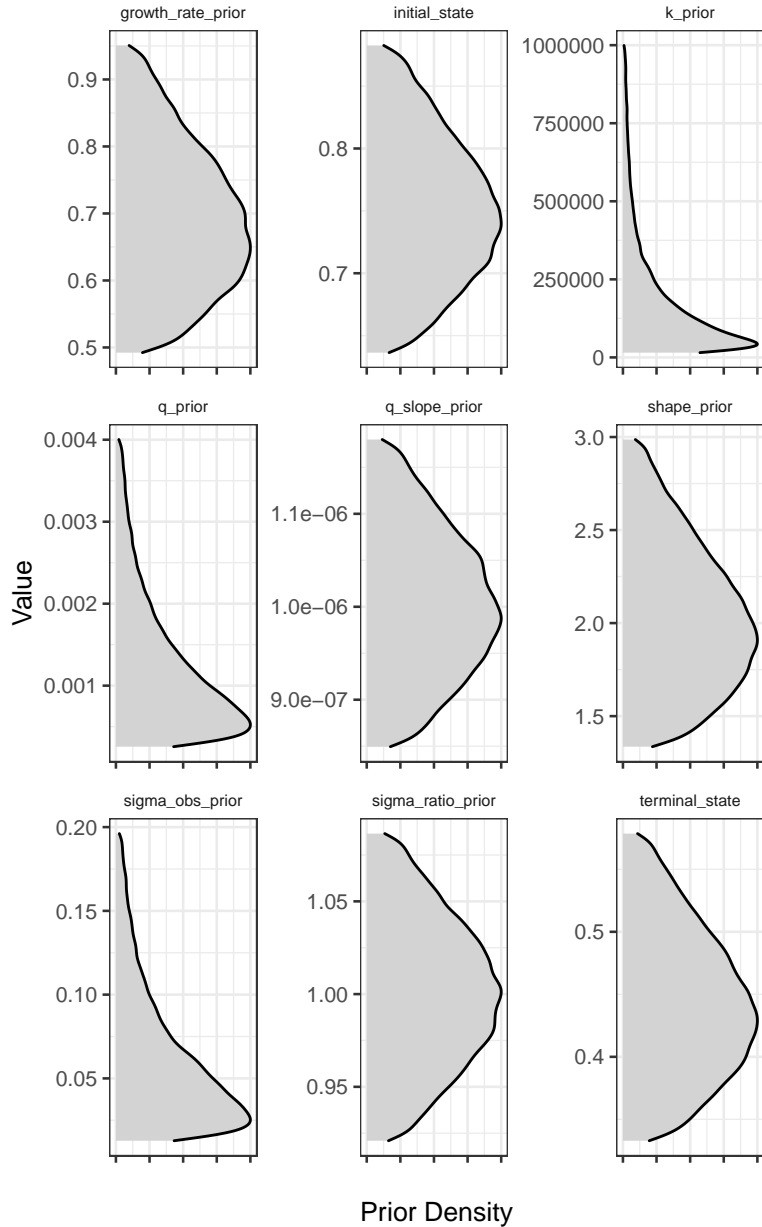 growth_rate_prior
initial_state
k_prior
0.9
0.8
0.7
0.6
0.5
0.8
0.7
1000000
750000
500000
250000
0
q_prior
q_slope_prior
shape_prior
0.004
0.003
0.002
0.001
1.1e−06
1.0e−06
9.0e−07
3.0
2.5
2.0
1.5
sigma_obs_prior
sigma_ratio_prior
terminal_state
0.20
0.15
0.10
0.05
1.05
1.00
0.95
0.5
0.4
Value
Prior Density